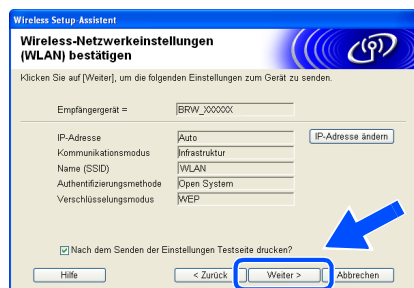 Wireless Setup-Assistent
Wireless-Netzwerkeinstellungen
(WLAN) bestätigen
Klicken Sie auf [Weiter], um die folgenden Einstellungen zum Gerät zu senden.
Empfängergerät = BRW_XXXXXX
IP-Adresse Auto IP-Adresse ändern
Kommunikationsmodus Infrastruktur
Name (SSID) WLAN
Authentifizierungsmethode Open System
Verschlüsselungsmodus WEP
Nach dem Senden der Einstellungen Testseite drucken?
Hilfe < Zurück Weiter > Abbrechen